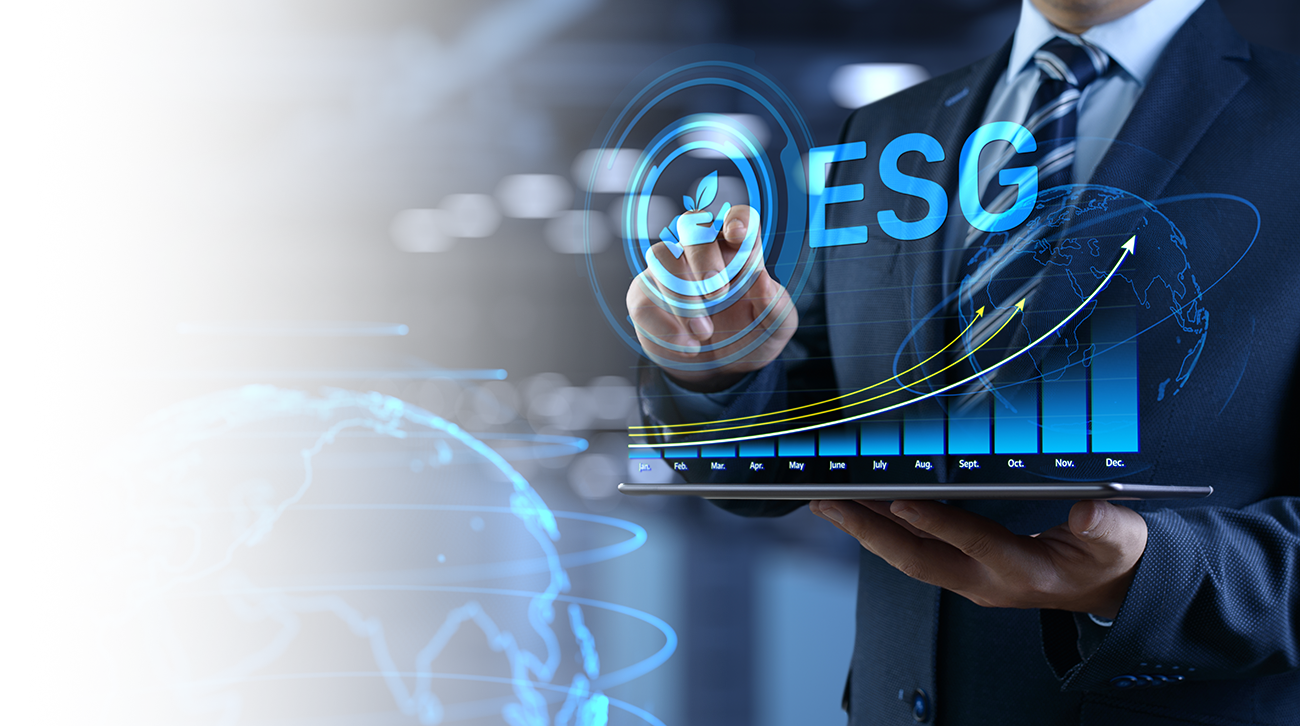 ESG
Jan. Feb. Mar. Apr. May June July Aug. Sept. Oct. Nov. Dec.